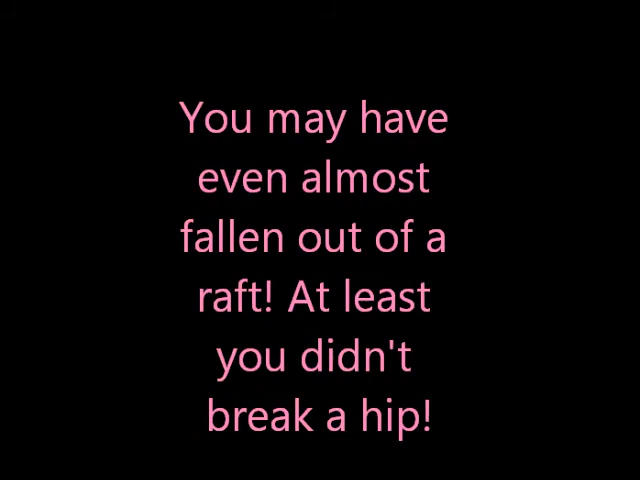 You may have
even almost
fallen out of a
raft! At least
you didn't
break a hip!